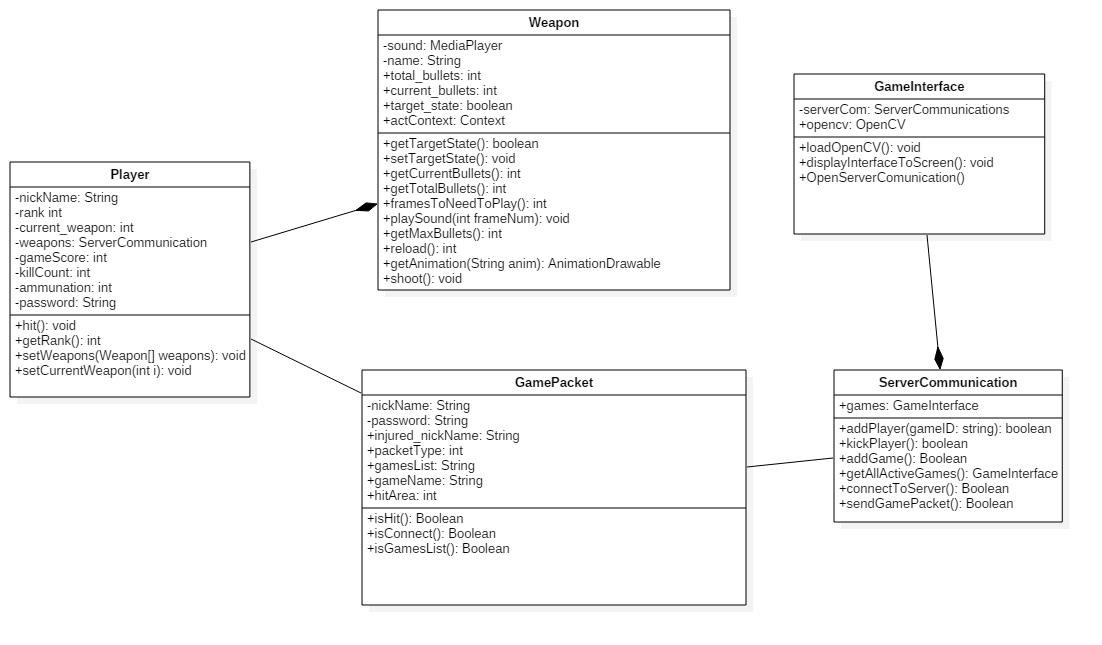 Weapon
-sound: MediaPlayer
-name: String
+total_bullets: int
+current_bullets: int
+target_state: boolean
+actContext: Context
+getTargetState(): boolean
+setTargetState(): void
+getCurrentBullets(): int
+getTotalBullets(): int
+framesToNeedToPlay(): int
+playSound(int frameNum): void
+getMaxBullets(): int
+reload(): int
+getAnimation(String anim): AnimationDrawable
+shoot(): void
GameInterface
-serverCom: ServerCommunications
+opencv: OpenCV
+loadOpenCV(): void
+displayInterfaceToScreen(): void
+OpenServerComunication()
Player
-nickName: String
-rank int
-current_weapon: int
-weapons: ServerCommunication
-gameScore: int
-killCount: int
-ammunation: int
-password: String
+hit(): void
+getRank(): int
+setWeapons(Weapon[] weapons): void
+setCurrentWeapon(int i): void
GamePacket
-nickName: String
-password: String
+injured_nickName: String
+packetType: int
+gamesList: String
+gameName: String
+hitArea: int
+isHit(): Boolean
+isConnect(): Boolean
+isGamesList(): Boolean
ServerCommunication
+games: GameInterface
+addPlayer(gameID: string): boolean
+kickPlayer(): boolean
+addGame(): Boolean
+getAllActiveGames(): GameInterface
+connectToServer(): Boolean
+sendGamePacket(): Boolean